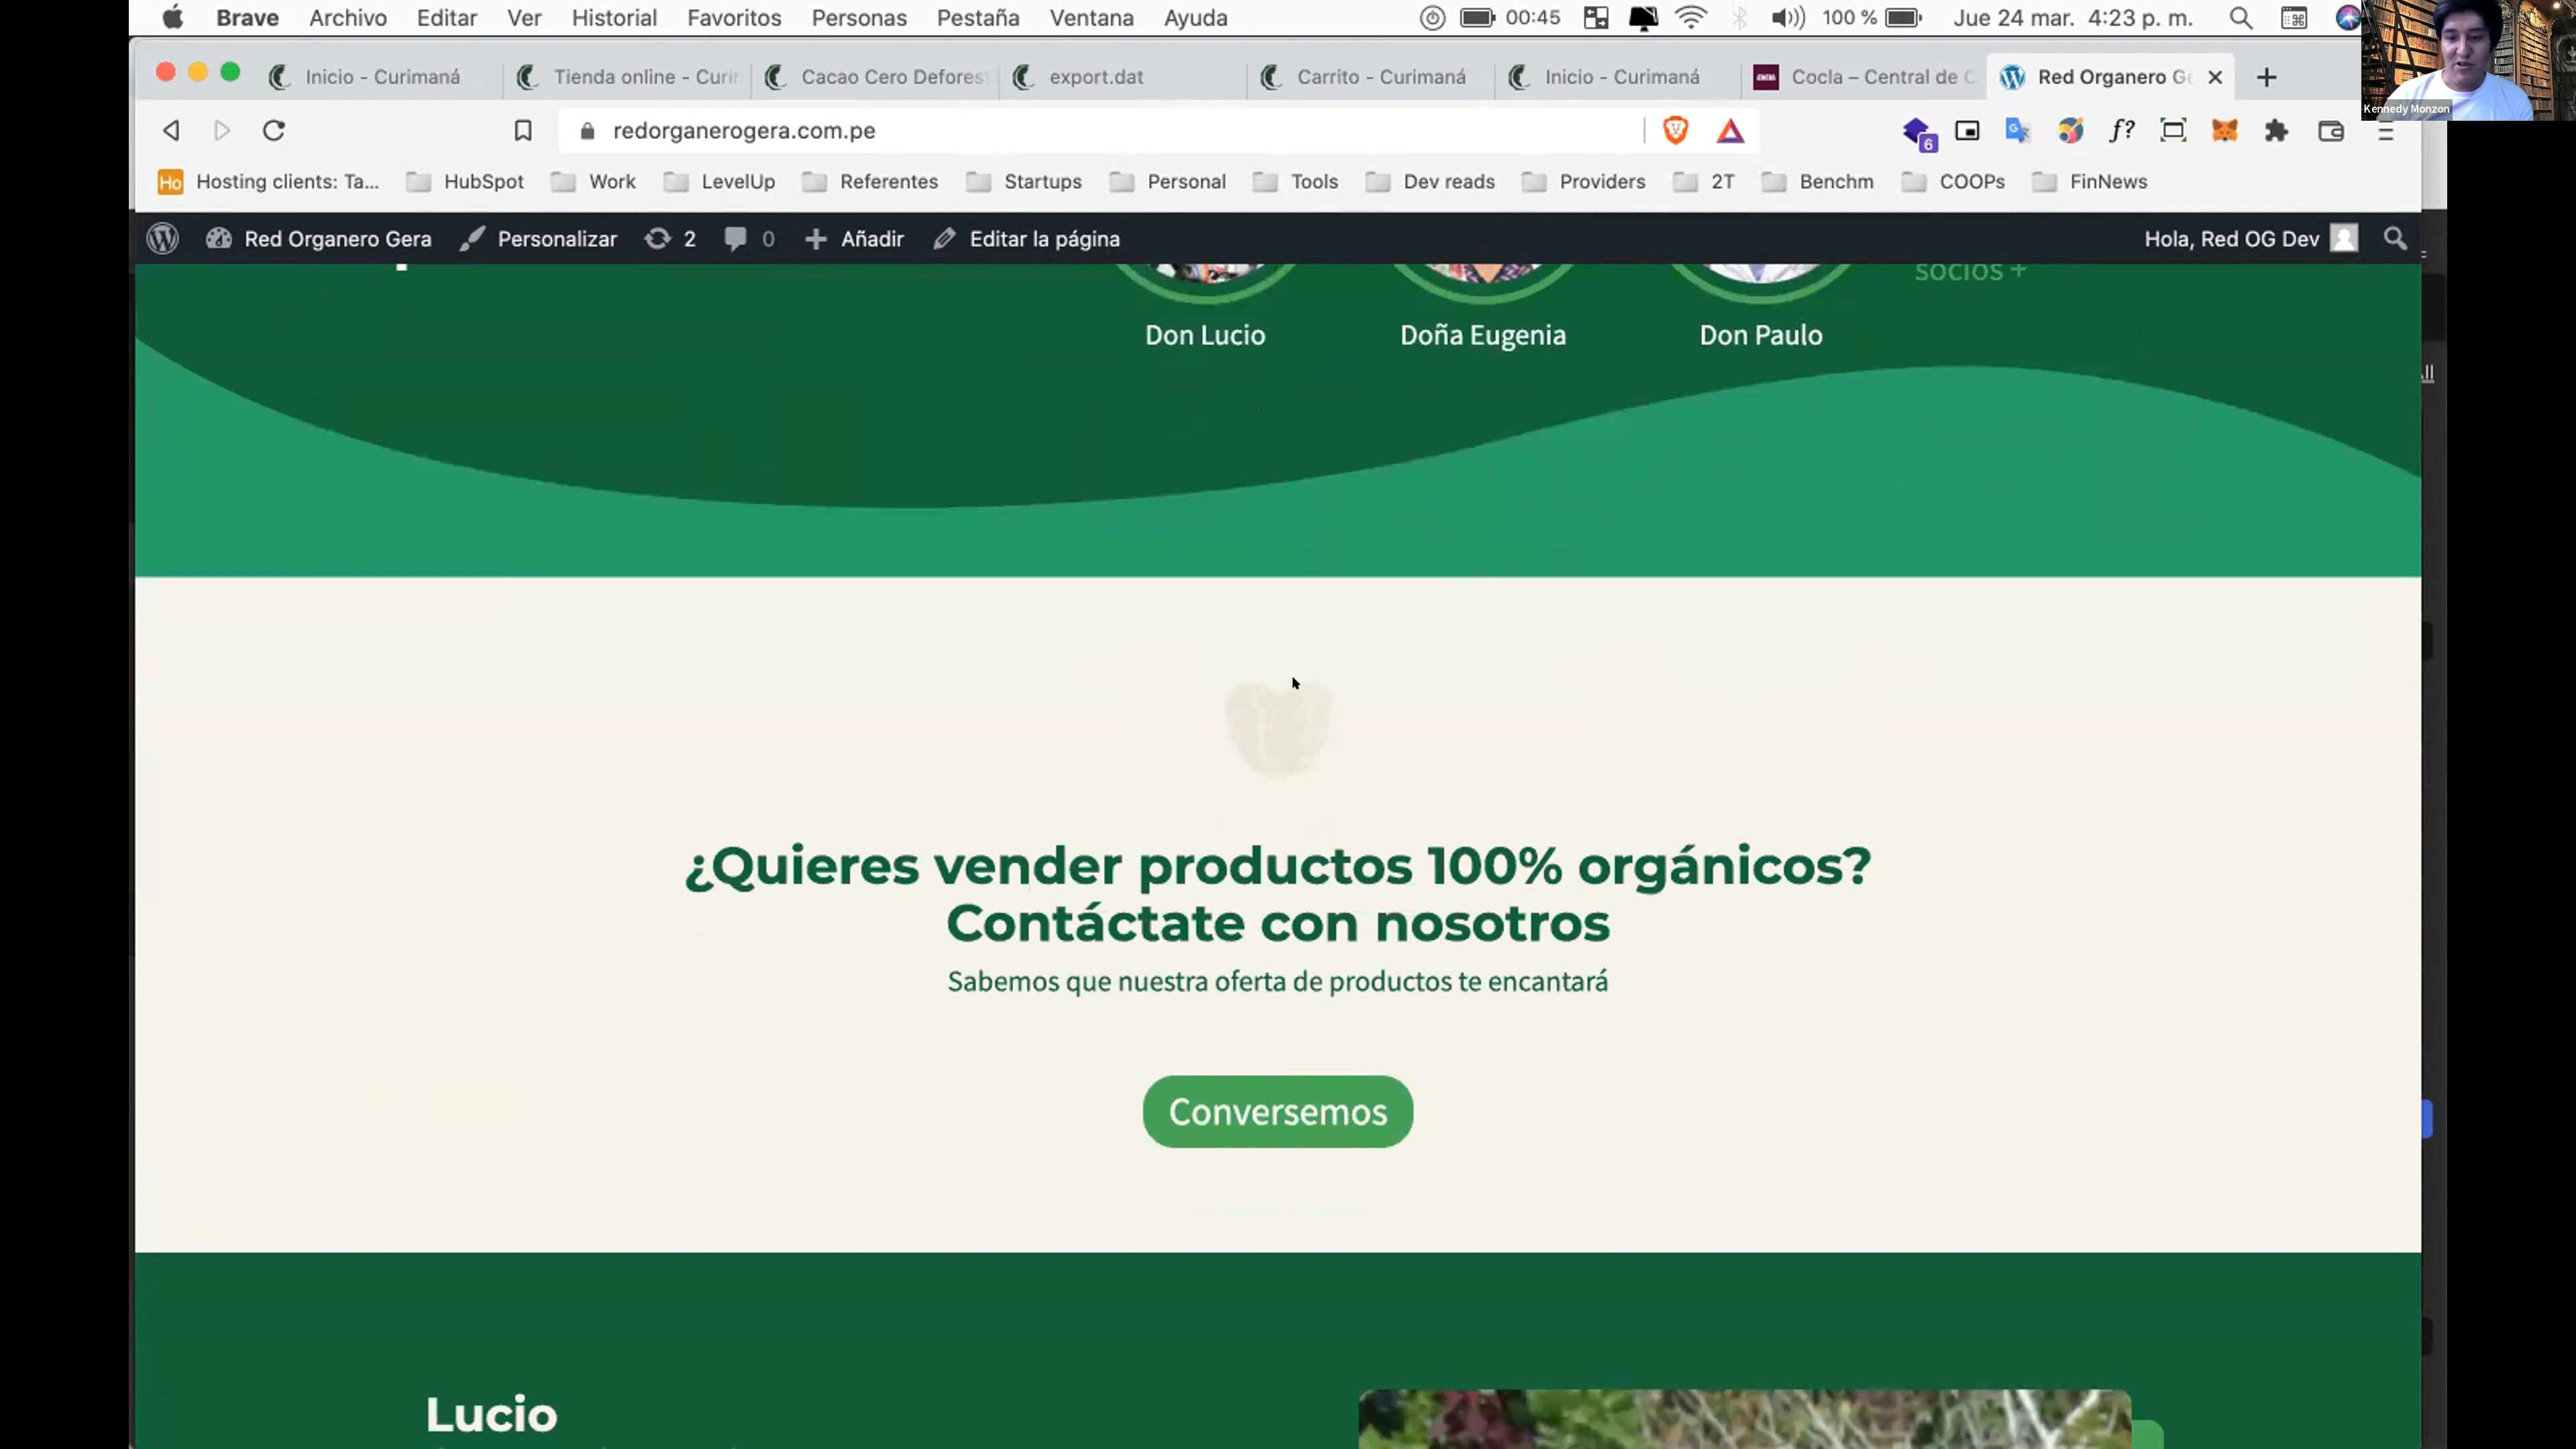 Brave Archivo Editar Ver Historial Favoritos Personas Pestaña Ventana Ayuda 00:45 100 % Jue 24 mar. 4:23 p. m.
Inicio - Curimaná Tienda online - Curi Cacao Cero Defores export.dat Carrito - Curimaná Inicio - Curimaná Cocla – Central de C Red Organero Ge
Kennedy Monzon
redorganerogera.com.pe 6 f?
Ho Hosting clients: Ta... HubSpot Work LevelUp Referentes Startups Personal Tools Dev reads Providers 2T Benchm COOPs FinNews
Red Organero Gera Personalizar 2 0 Añadir Editar la página Hola, Red OG Dev
socios +
Don Lucio Doña Eugenia Don Paulo
¿Quieres vender productos 100% orgánicos?
Contáctate con nosotros
Sabemos que nuestra oferta de productos te encantará
Conversemos
Lucio